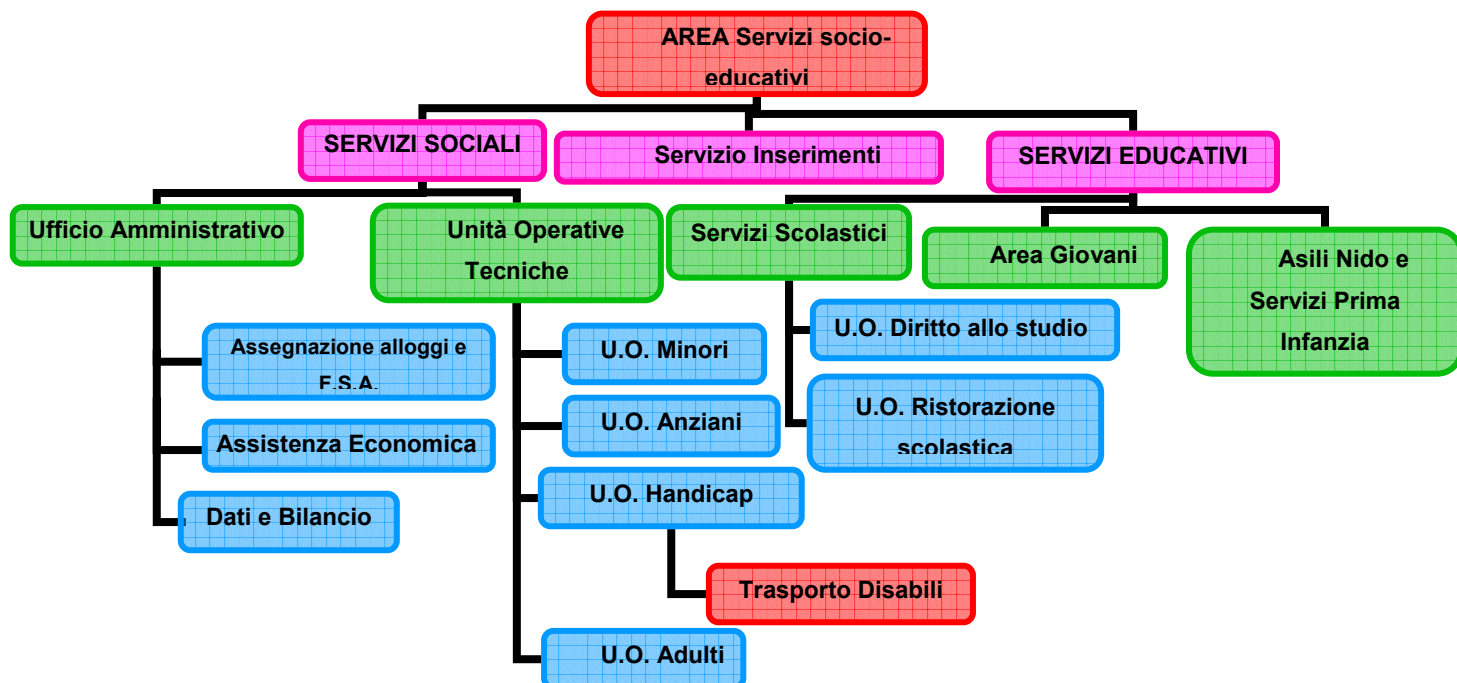 AREA Servizi socio-
educativi
SERVIZI SOCIALI
Servizio Inserimenti
SERVIZI EDUCATIVI
Ufficio Amministrativo
Unità Operative
Tecniche
Servizi Scolastici
Area Giovani
Asili Nido e
Servizi Prima
Infanzia
Assegnazione alloggi e
F.S.A.
Assistenza Economica
Dati e Bilancio
U.O. Minori
U.O. Anziani
U.O. Handicap
Trasporto Disabili
U.O. Adulti
U.O. Diritto allo studio
U.O. Ristorazione
scolastica